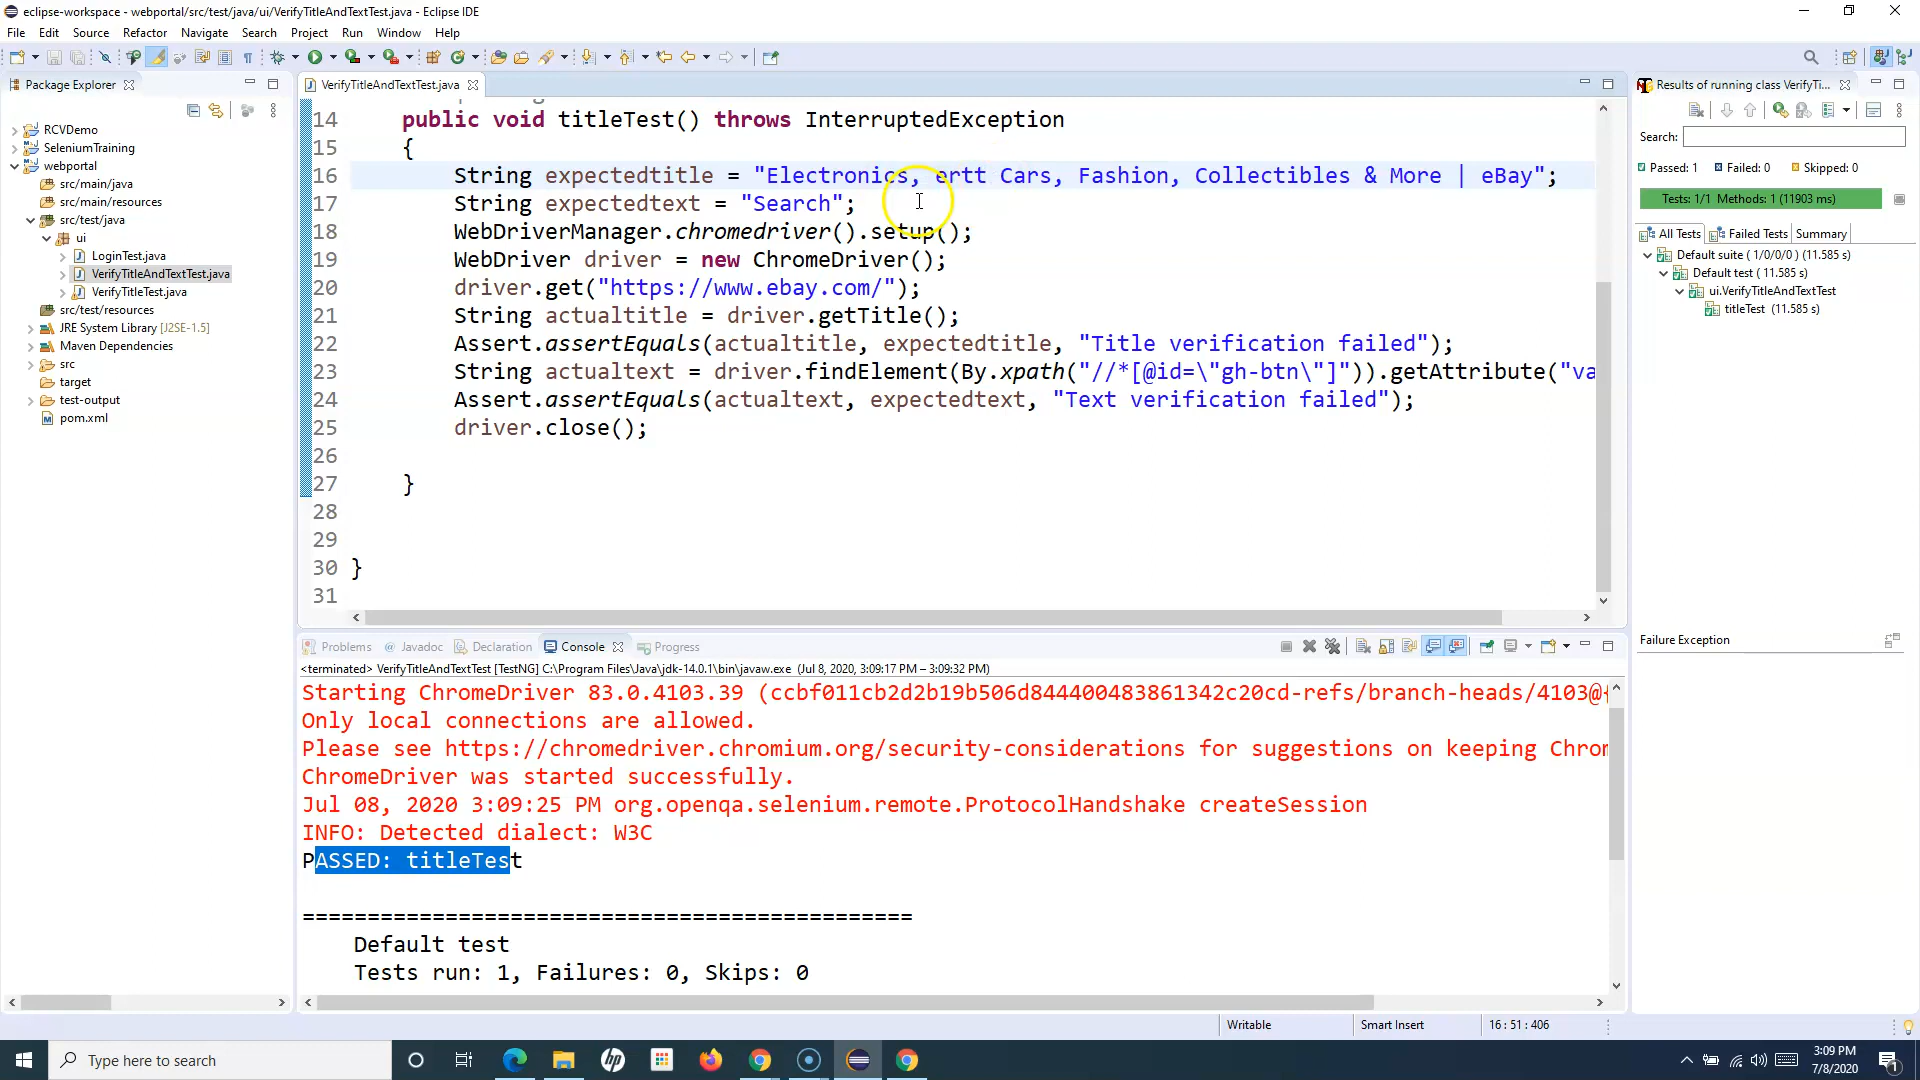 eclipse-workspace - webportal/src/test/java/ui/VerifyTitleAndTextTest.java - Eclipse IDE
File Edit Source Refactor Navigate Search Project Run Window Help
Package Explorer
RCVDemo
SeleniumTraining
webportal
src/main/java
src/main/resources
src/test/java
ui
LoginTest.java
VerifyTitleAndTextTest.java
VerifyTitleTest.java
src/test/resources
JRE System Library [J2SE-1.5]
Maven Dependencies
src
target
test-output
pom.xml
VerifyTitleAndTextTest.java
14 public void titleTest() throws InterruptedException
15 {
16 String expectedtitle = "Electronics, ertt Cars, Fashion, Collectibles & More | eBay";
17 String expectedtext = "Search";
18 WebDriverManager.chromedriver().setup();
19 WebDriver driver = new ChromeDriver();
20 driver.get("https://www.ebay.com/");
21 String actualtitle = driver.getTitle();
22 Assert.assertEquals(actualtitle, expectedtitle, "Title verification failed");
23 String actualtext = driver.findElement(By.xpath("//*[@id=\"gh-btn\"]")).getAttribute("va
24 Assert.assertEquals(actualtext, expectedtext, "Text verification failed");
25 driver.close();
26
27 }
28
29
30 }
31
Problems Javadoc Declaration Console Progress
<terminated> VerifyTitleAndTextTest [TestNG] C:\Program Files\Java\jdk-14.0.1\bin\javaw.exe (Jul 8, 2020, 3:09:17 PM – 3:09:32 PM)
Starting ChromeDriver 83.0.4103.39 (ccbf011cb2d2b19b506d844400483861342c20cd-refs/branch-heads/4103@{
Only local connections are allowed.
Please see https://chromedriver.chromium.org/security-considerations for suggestions on keeping Chrom
ChromeDriver was started successfully.
Jul 08, 2020 3:09:25 PM org.openqa.selenium.remote.ProtocolHandshake createSession
INFO: Detected dialect: W3C
PASSED: titleTest
===============================================
Default test
Tests run: 1, Failures: 0, Skips: 0
Results of running class VerifyTi...
Search:
Passed: 1 Failed: 0 Skipped: 0
Tests: 1/1 Methods: 1 (11903 ms)
All Tests Failed Tests Summary
Default suite ( 1/0/0/0 ) (11.585 s)
Default test ( 11.585 s)
ui.VerifyTitleAndTextTest
titleTest (11.585 s)
Failure Exception
Writable Smart Insert 16 : 51 : 406
Type here to search
3:09 PM
7/8/2020